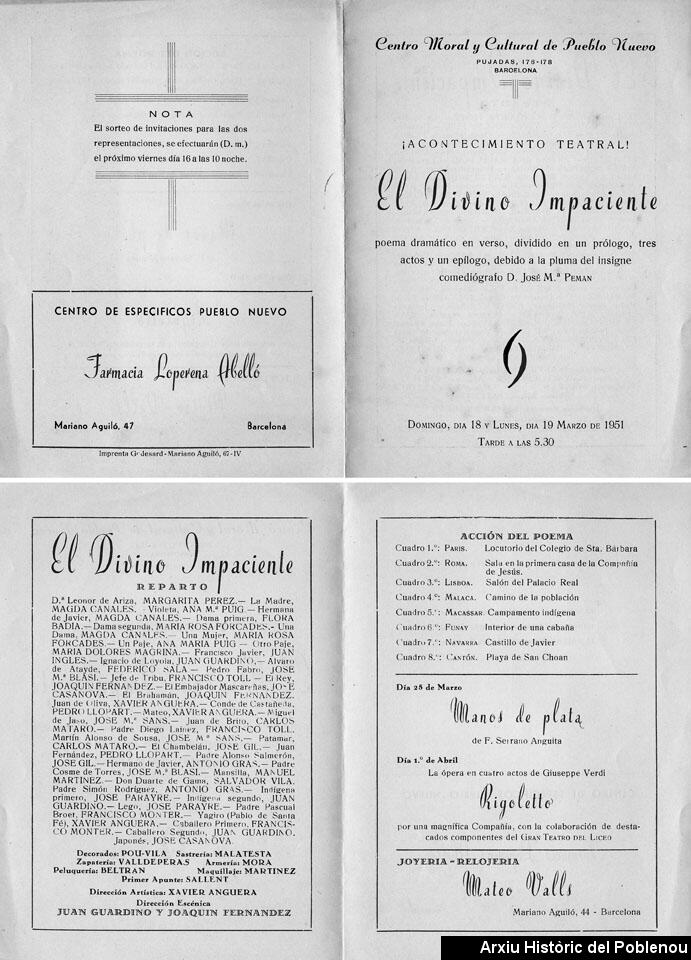 NOTA
El sorteo de invitaciones para las dos
representaciones, se efectuarán (D. m.)
el próximo viernes día 16 a las 10 noche.
CENTRO DE ESPECIFICOS PUEBLO NUEVO
Farmacia Loperena Abelló
Mariano Aguiló, 47 Barcelona
Imprenta Godesard-Mariano Aguiló, 67-IV
Centro Moral y Cultural de Pueblo Nuevo
PUJADAS, 176-178
BARCELONA
¡ACONTECIMIENTO TEATRAL!
El Divino Impaciente
poema dramático en verso, dividido en un prólogo, tres
actos y un epílogo, debido a la pluma del insigne
comediógrafo D. José M.ª Peman
Domingo, dia 18 y Lunes, dia 19 Marzo de 1951
Tarde a las 5.30
El Divino Impaciente
REPARTO
D.ª Leonor de Ariza, MARGARITA PEREZ.— La Madre,
MAGDA CANALES. - Violeta, ANA M.ª PUIG.— Hermana
de Javier, MAGDA CANALES.— Dama primera, FLORA
BADIA.— Dama segunda, MARIA ROSA FORCADES.- Una
Dama, MAGDA CANALES.— Una Mujer, MARIA ROSA
FORCADES.— Un Paje, ANA MARIA PUIG — Otro Paje,
MARIA DOLORES MAGRINA.— Francisco Javier, JUAN
INGLES.— Ignacio de Loyola, JUAN GUARDINO.— Alvaro
de Atayde, FEDERICO SALA — Pedro Fabro, JOSE
M.ª BLASI.— Jefe de Tribu, FRANCISCO TOLL — El Rey,
JOAQUIN FERNANDEZ.— El Embajador Mascareñas, JOSE
CASANOVA.— El Brahamán, JOAQUIN FERNANDEZ.
Juan de Oliva, XAVIER ANGUERA.— Conde de Castañeda,
PEDRO LLOPART.— Mateo, XAVIER ANGUERA.— Miguel
de Jaso, JOSE M.ª SANS.— Juan de Brito, CARLOS
MATARO.— Padre Diego Laínez, FRANCISCO TOLL.
Martín Alonso de Sousa, JOSE M.ª SANS.— Patamar,
CARLOS MATARO.— El Chambelán, JOSE GIL.— Juan
Fernández, PEDRO LLOPART.— Padre Alonso Salmerón,
JOSE GIL.— Hermano de Javier, ANTONIO GRAS.— Padre
Cosme de Torres, JOSE M.ª BLASI.— Mansilla, MANUEL
MARTINEZ.— Don Duarte de Gama, SALVADOR VILA.
Padre Simón Rodríguez, ANTONIO GRAS.— Indígena
primero, JOSE PARAYRE.— Indígena segundo, JUAN
GUARDINO.— Lego, JOSE PARAYRE.— Padre Pascual
Broer, FRANCISCO MONTER.— Yagiro (Pablo de Santa
Fé), XAVIER ANGUERA.— Caballero Primero, FRANCIS-
CO MONTER.— Caballero Segundo, JUAN GUARDINO.
Japonés, JOSE CASANOVA.
Decorados: POU-VILA Sastrería: MALATESTA
Zapatería: VALLDEPERAS Armería: MORA
Peluquería: BELTRAN Maquillaje: MARTINEZ
Primer Apunte: SALLENT
Dirección Artística: XAVIER ANGUERA
Dirección Escénica
JUAN GUARDINO Y JOAQUIN FERNANDEZ
ACCIÓN DEL POEMA
Cuadro 1.º: Paris. Locutorio del Colegio de Sta. Bárbara
Cuadro 2.º: Roma. Sala en la primera casa de la Compañía
de Jesús.
Cuadro 3.º: Lisboa. Salón del Palacio Real
Cuadro 4.º: Malaca. Camino de la población
Cuadro 5.º: Macassar. Campamento indígena
Cuadro 6.º: Funay Interior de una cabaña
Cuadro 7.º: Navarra Castillo de Javier
Cuadro 8.º: Cantón. Playa de San Choan
Día 25 de Marzo
Manos de plata
de F. Serrano Anguita
Día 1.º de Abril
La ópera en cuatro actos de Giuseppe Verdi
Rigoletto
por una magnífica Compañía, con la colaboración de desta-
cados componentes del Gran Teatro del Liceo
JOYERIA - RELOJERIA
Mateo Valls
Mariano Aguiló, 44 - Barcelona
Arxiu Històric del Poblenou